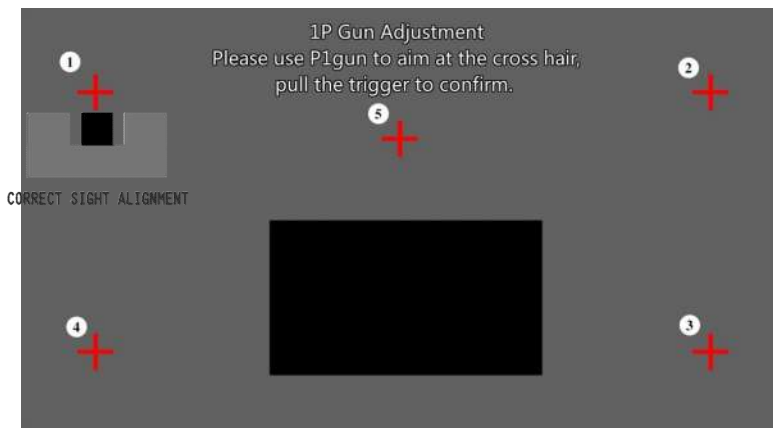 1P Gun Adjustment
Please use P1gun to aim at the cross hair,
pull the trigger to confirm.
1
2
5
CORRECT SIGHT ALIGNMENT
4
3